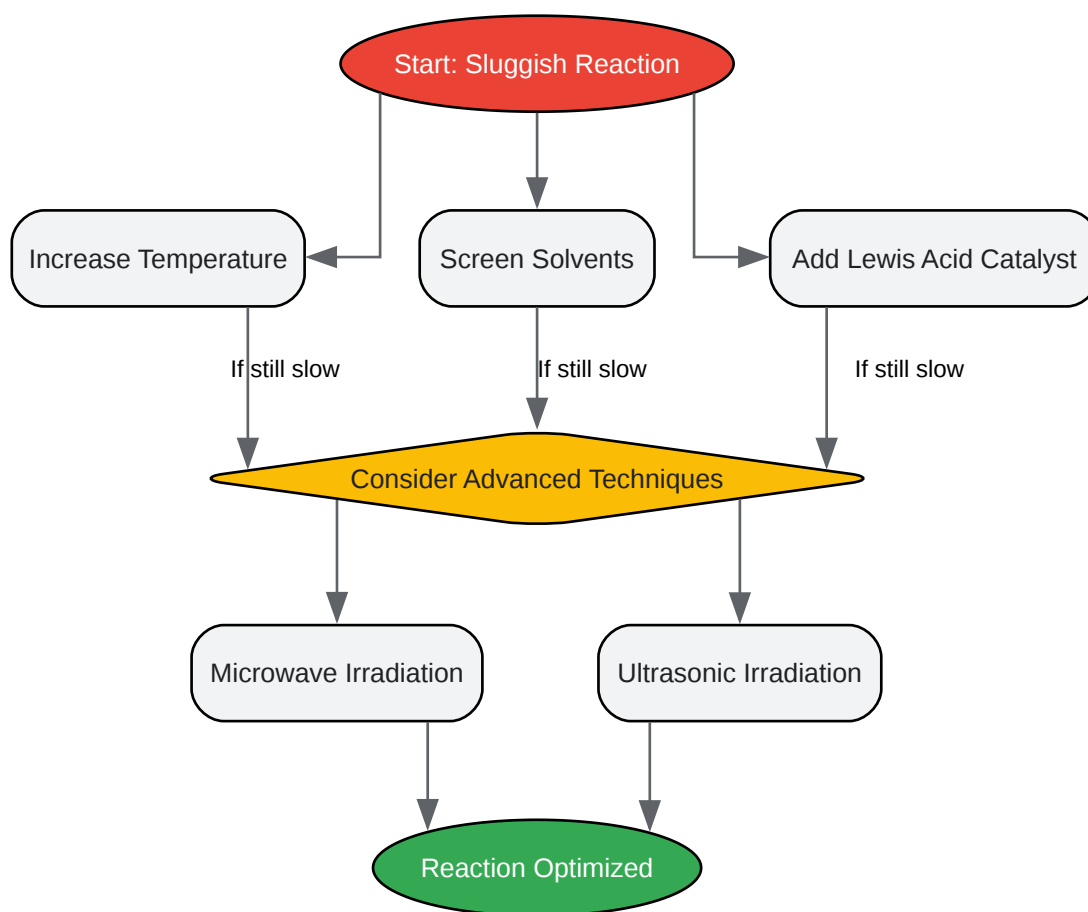 Start: Sluggish Reaction
Increase Temperature
Screen Solvents
Add Lewis Acid Catalyst
If still slow
If still slow
If still slow
Consider Advanced Techniques
Microwave Irradiation
Ultrasonic Irradiation
Reaction Optimized